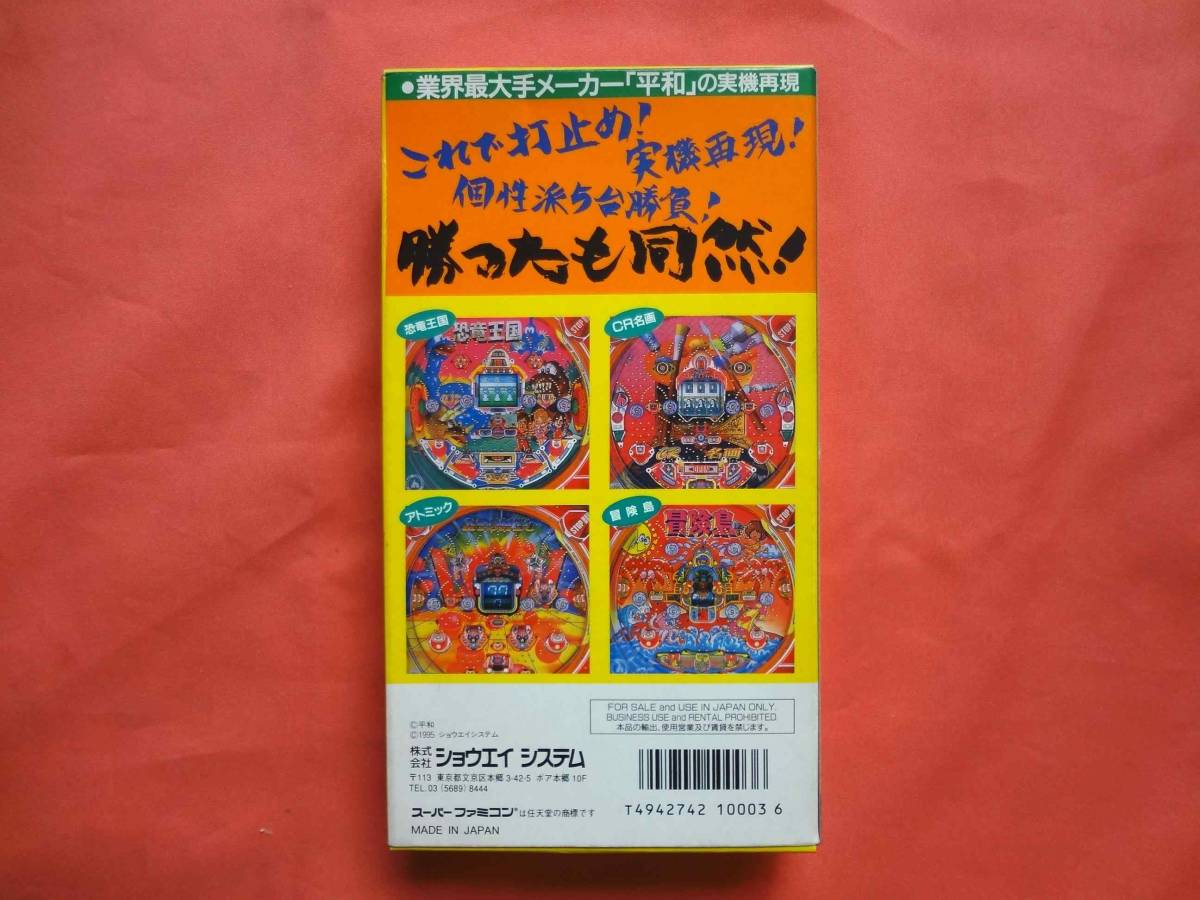 ●業界最大手メーカー「平和」の実機再現
これで打止め!
実機再現!
個性派5台勝負!
勝ったも同然!
恐竜王国
恐竜王国
CR名画
CR 名画
アトミック
冒険島
冒険島
FOR SALE and USE IN JAPAN ONLY.
BUSINESS USE and RENTAL PROHIBITED.
本品の輸出、使用営業及び賃貸を禁じます。
©平和
©1995 ショウエイシステム
株式会社 ショウエイ システム
〒113 東京都文京区本郷 3-42-5 ボア本郷 10F
TEL. 03 (5689) 8444
スーパー ファミコン®は任天堂の商標です
MADE IN JAPAN
T4942742 10003 6